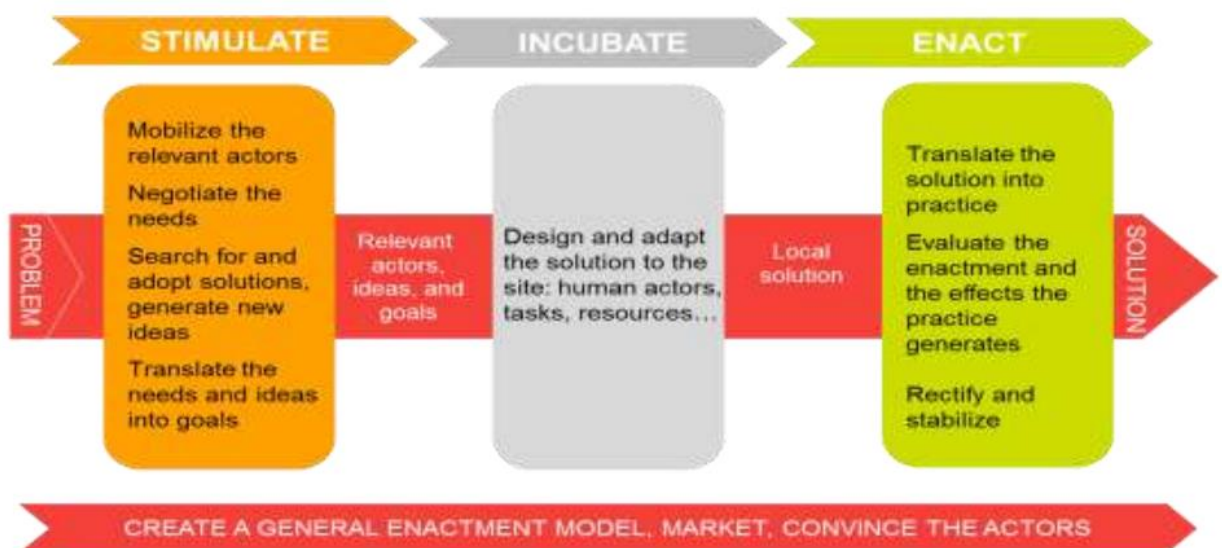 STIMULATE
INCUBATE
ENACT
PROBLEM
Mobilize the
relevant actors
Negotiate the
needs
Search for and
adopt solutions,
generate new
ideas
Translate the
needs and ideas
into goals
Relevant
actors,
ideas, and
goals
Design and adapt
the solution to the
site: human actors,
tasks, resources...
Local
solution
Translate the
solution into
practice
Evaluate the
enactment and
the effects the
practice
generates
Rectify and
stabilize
SOLUTION
CREATE A GENERAL ENACTMENT MODEL, MARKET, CONVINCE THE ACTORS